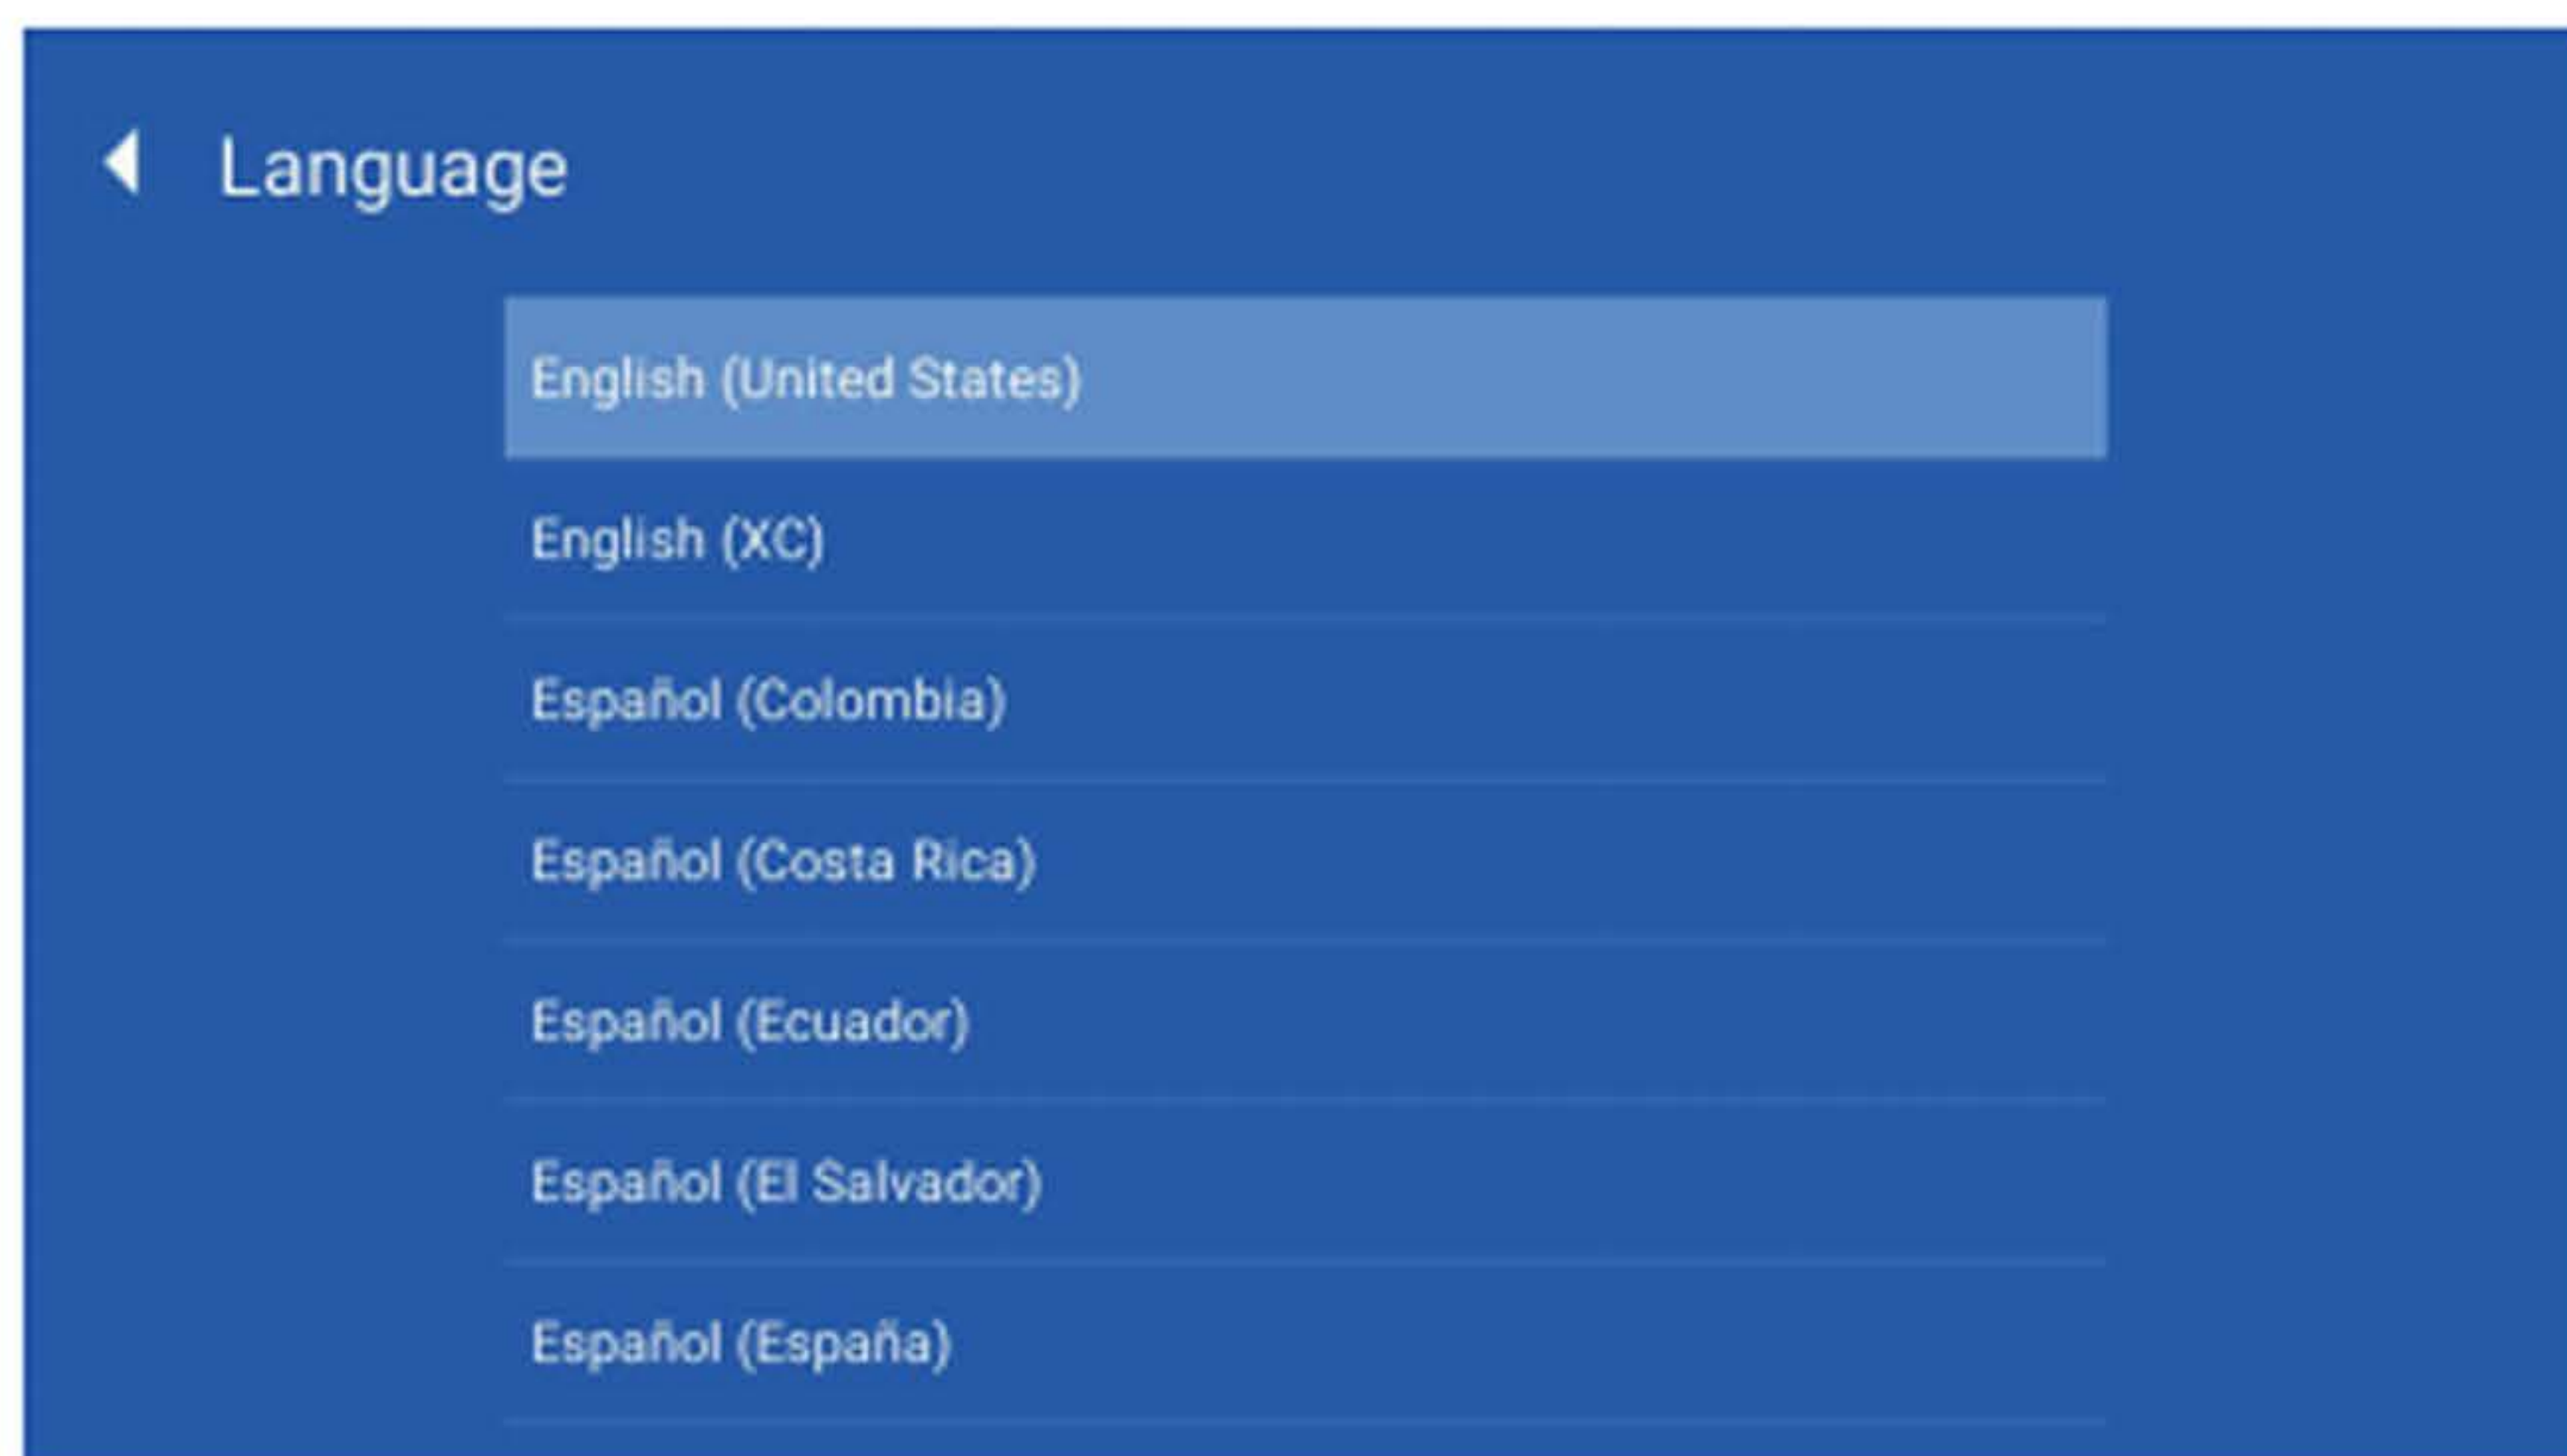 Language
English (United States)
English (XC)
Español (Colombia)
Español (Costa Rica)
Español (Ecuador)
Español (El Salvador)
Español (España)